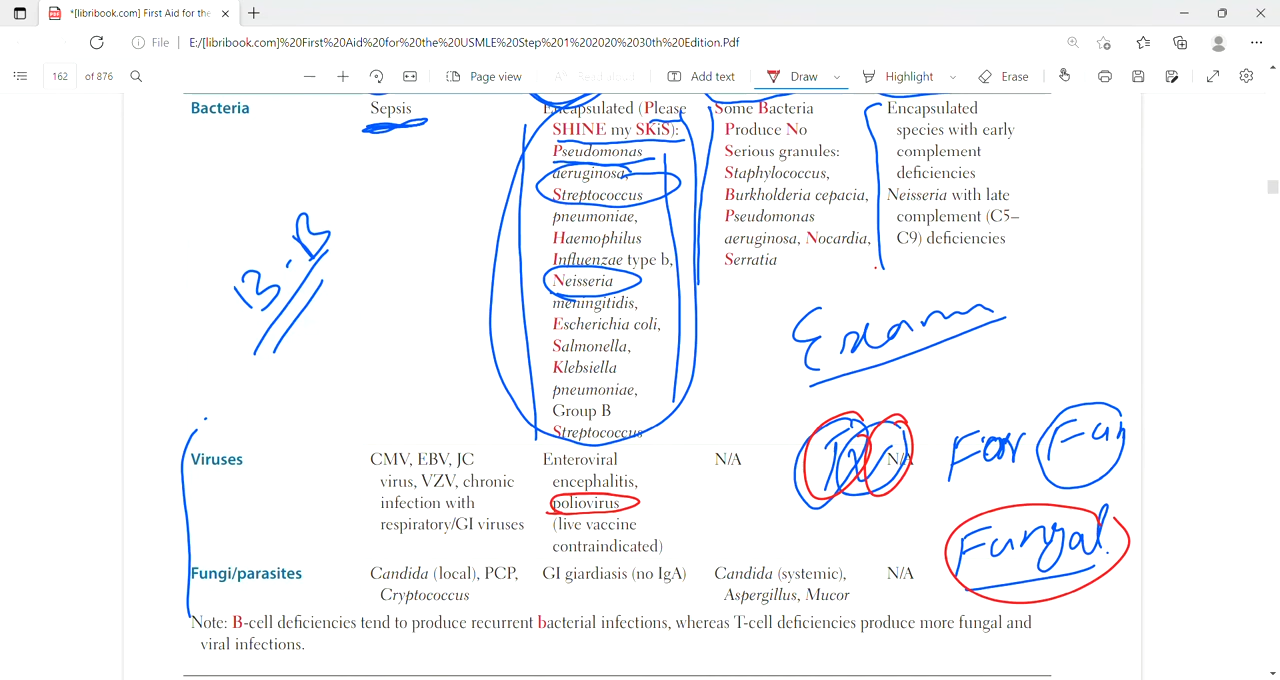 *[libribook.com] First Aid for the
File E:/[libribook.com]%20First%20Aid%20for%20the%20USMLE%20Step%201%202020%2030th%20Edition.Pdf
162 of 876 Page view Read aloud Add text Draw Highlight Erase
Bacteria
Sepsis
Encapsulated (Please
SHINE my SKiS):
Pseudomonas
aeruginosa,
Streptococcus
pneumoniae,
Haemophilus
Influenzae type b,
Neisseria
meningitidis,
Escherichia coli,
Salmonella,
Klebsiella
pneumoniae,
Group B
Streptococcus
Some Bacteria
Produce No
Serious granules:
Staphylococcus,
Burkholderia cepacia,
Pseudomonas
aeruginosa, Nocardia,
Serratia
Encapsulated
species with early
complement
deficiencies
Neisseria with late
complement (C5–
C9) deficiencies
B.B
Exam
For Fun
Fungal
Viruses
CMV, EBV, JC
virus, VZV, chronic
infection with
respiratory/GI viruses
Enteroviral
encephalitis,
poliovirus
(live vaccine
contraindicated)
N/A
N/A
Fungi/parasites
Candida (local), PCP,
Cryptococcus
GI giardiasis (no IgA)
Candida (systemic),
Aspergillus, Mucor
N/A
Note: B-cell deficiencies tend to produce recurrent bacterial infections, whereas T-cell deficiencies produce more fungal and
viral infections.